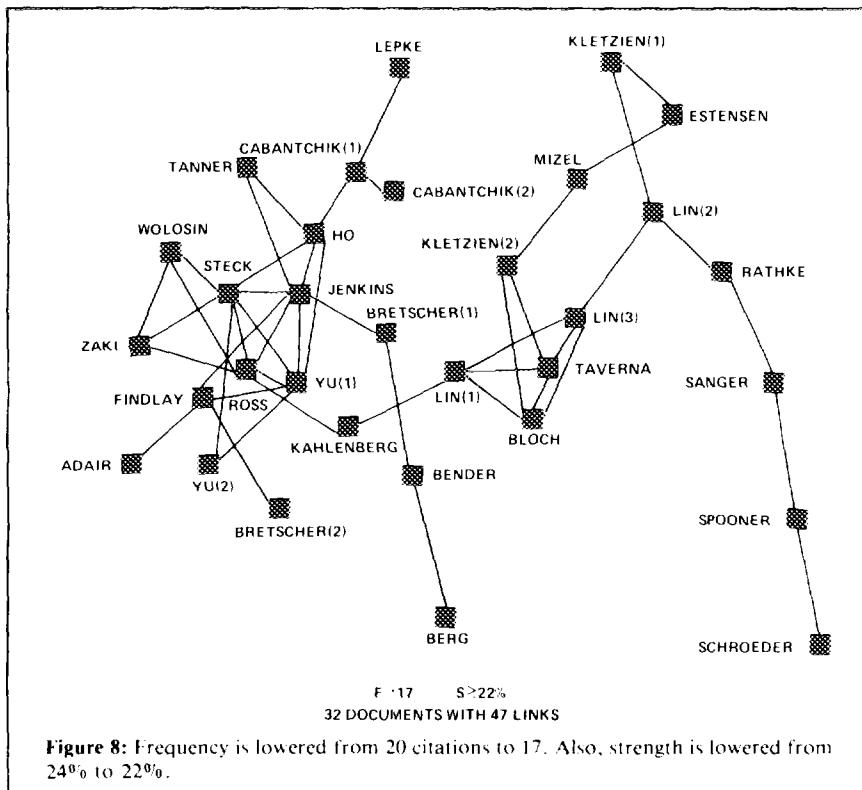 LEPKE
KLETZIEN(1)
ESTENSEN
CABANTCHIK(1)
TANNER
MIZEL
CABANTCHIK(2)
LIN(2)
WOLOSIN
HO
KLETZIEN(2)
STECK
RATHKE
JENKINS
BRETSCHER(1)
LIN(3)
ZAKI
TAVERNA
YU(1)
SANGER
FINDLAY
ROSS
LIN(1)
KAHLENBERG
BLOCH
ADAIR
YU(2)
BENDER
BRETSCHER(2)
SPOONER
BERG
SCHROEDER
17 S≥22%
32 DOCUMENTS WITH 47 LINKS
Figure 8: Frequency is lowered from 20 citations to 17. Also, strength is lowered from
24% to 22%.